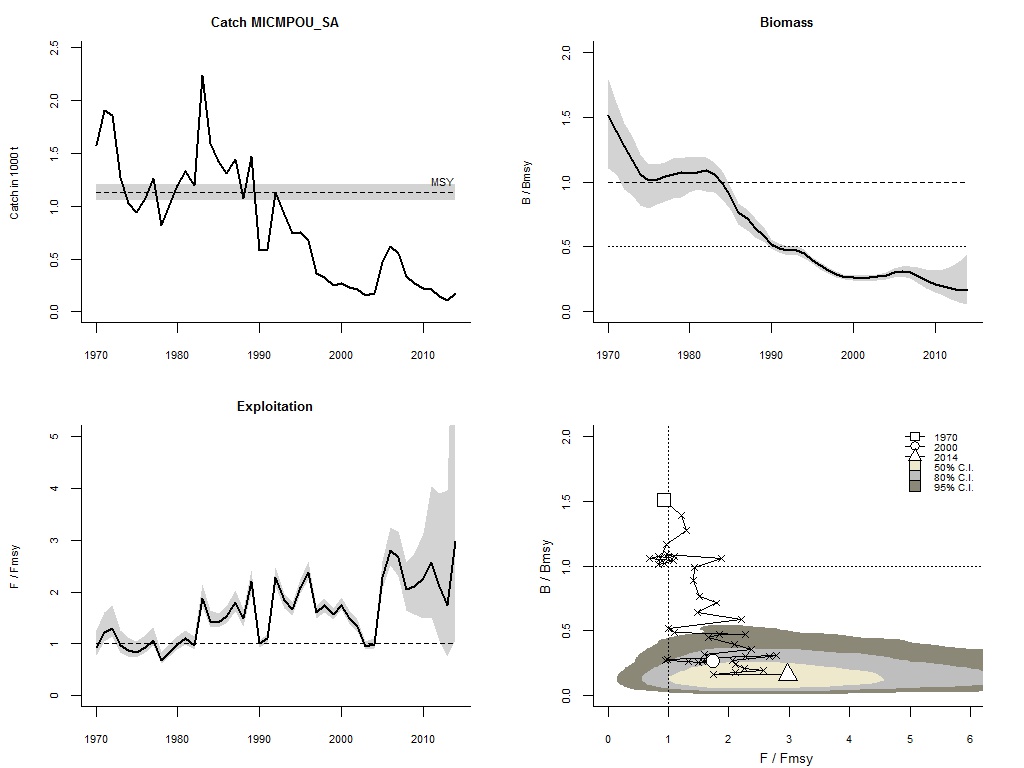 Catch MICMPOU_SA
Catch in 1000 t
2.5
2.0
1.5
1.0
0.5
0.0
MSY
1970 1980 1990 2000 2010
Biomass
B / Bmsy
2.0
1.5
1.0
0.5
0.0
1970 1980 1990 2000 2010
Exploitation
F / Fmsy
5
4
3
2
1
0
1970 1980 1990 2000 2010
B / Bmsy
2.0
1.5
1.0
0.5
0.0
1970
2000
2014
50% C.I.
80% C.I.
95% C.I.
0 1 2 3 4 5 6
F / Fmsy